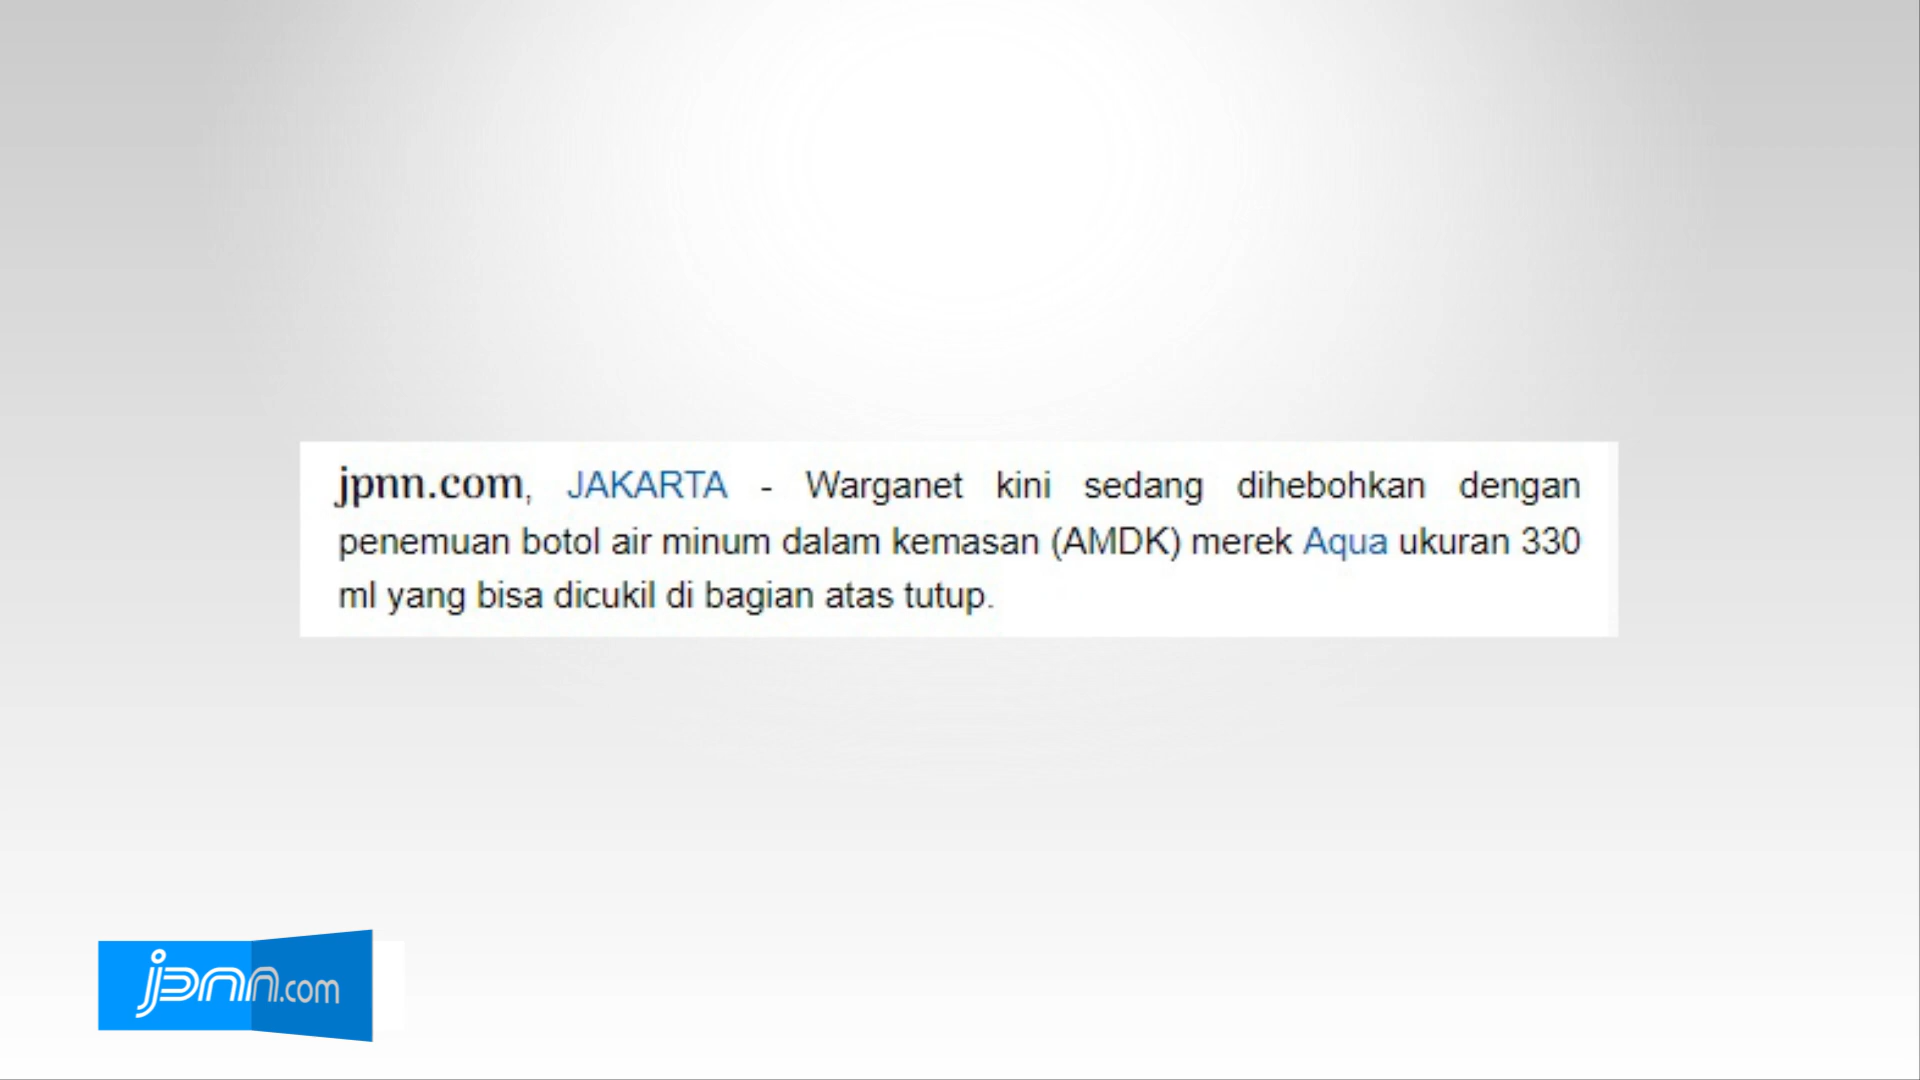 jpnn.com, JAKARTA - Warganet kini sedang dihebohkan dengan
penemuan botol air minum dalam kemasan (AMDK) merek Aqua ukuran 330
ml yang bisa dicukil di bagian atas tutup.
jpnn.com